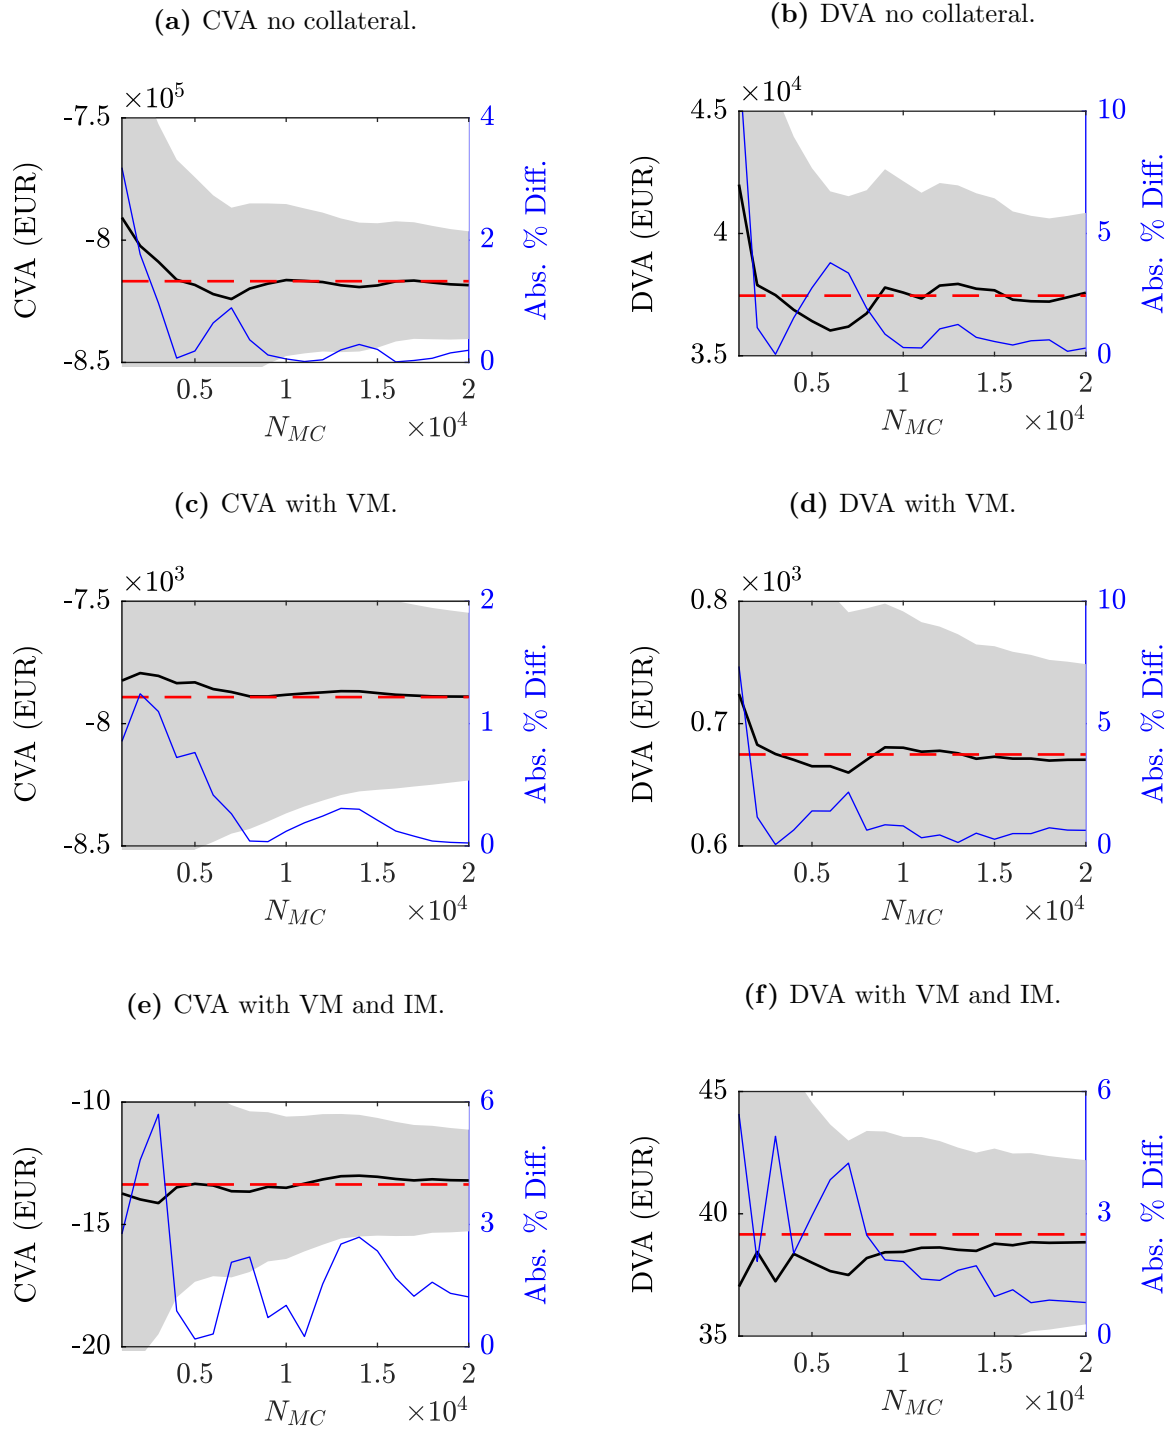 (a) CVA no collateral.
(b) DVA no collateral.
×10^5
-7.5
-8
-8.5
CVA (EUR)
4
2
0
Abs. % Diff.
0.5 1 1.5 2
N_MC ×10^4
×10^4
4.5
4
3.5
DVA (EUR)
10
5
0
Abs. % Diff.
0.5 1 1.5 2
N_MC ×10^4
(c) CVA with VM.
(d) DVA with VM.
×10^3
-7.5
-8
-8.5
CVA (EUR)
2
1
0
Abs. % Diff.
0.5 1 1.5 2
N_MC ×10^4
×10^3
0.8
0.7
0.6
DVA (EUR)
10
5
0
Abs. % Diff.
0.5 1 1.5 2
N_MC ×10^4
(e) CVA with VM and IM.
(f) DVA with VM and IM.
-10
-15
-20
CVA (EUR)
6
3
0
Abs. % Diff.
0.5 1 1.5 2
N_MC ×10^4
45
40
35
DVA (EUR)
6
3
0
Abs. % Diff.
0.5 1 1.5 2
N_MC ×10^4